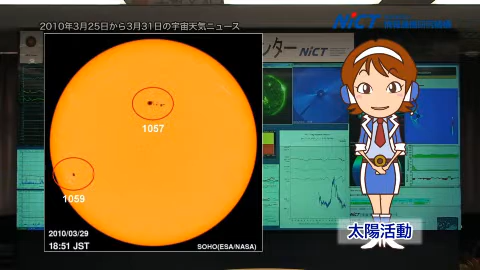 2010年3月25日から3月31日の宇宙天気ニュース
NICT
ンター NICT
1057
1059
2010/03/29
18:51 JST
SOHO(ESA/NASA)
太陽活動
NICT